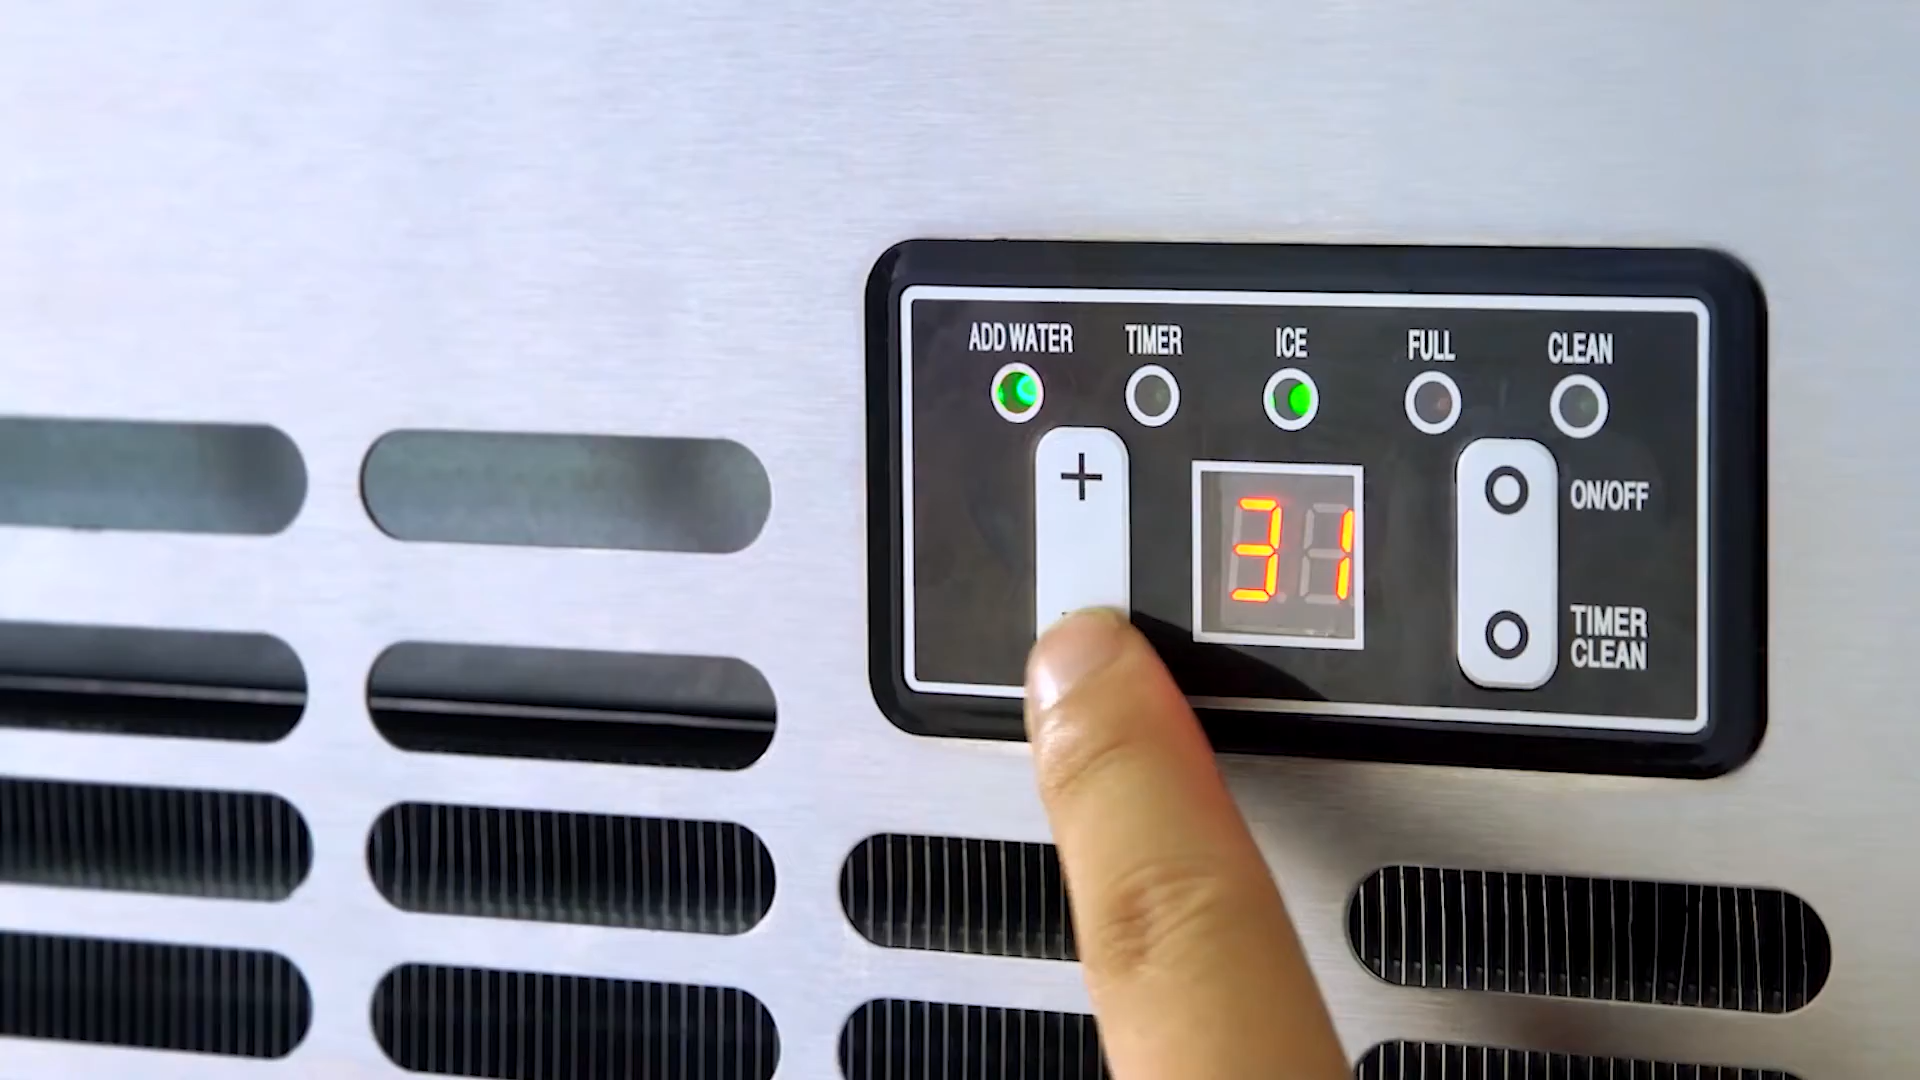 ADD WATER
TIMER
ICE
FULL
CLEAN
+
31
ON/OFF
TIMER
CLEAN